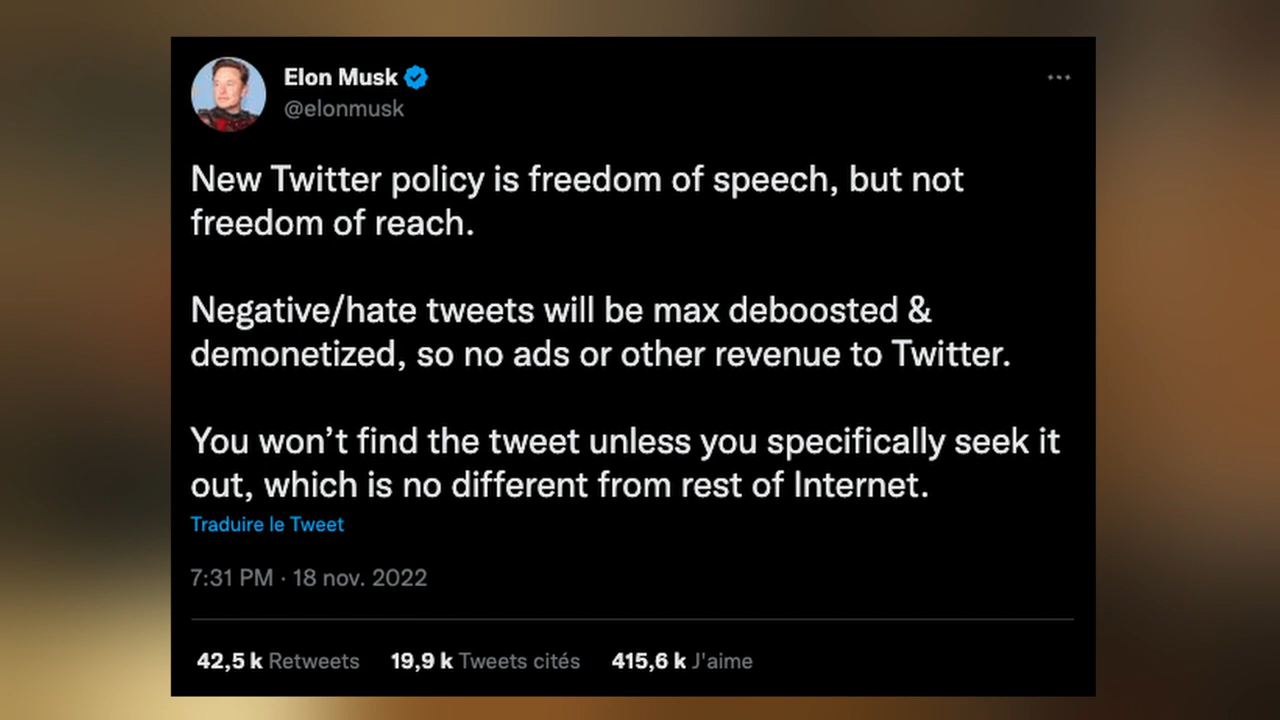 Elon Musk
@elonmusk
New Twitter policy is freedom of speech, but not
freedom of reach.
Negative/hate tweets will be max deboosted &
demonetized, so no ads or other revenue to Twitter.
You won’t find the tweet unless you specifically seek it
out, which is no different from rest of Internet.
Traduire le Tweet
7:31 PM · 18 nov. 2022
42,5 k Retweets 19,9 k Tweets cités 415,6 k J'aime